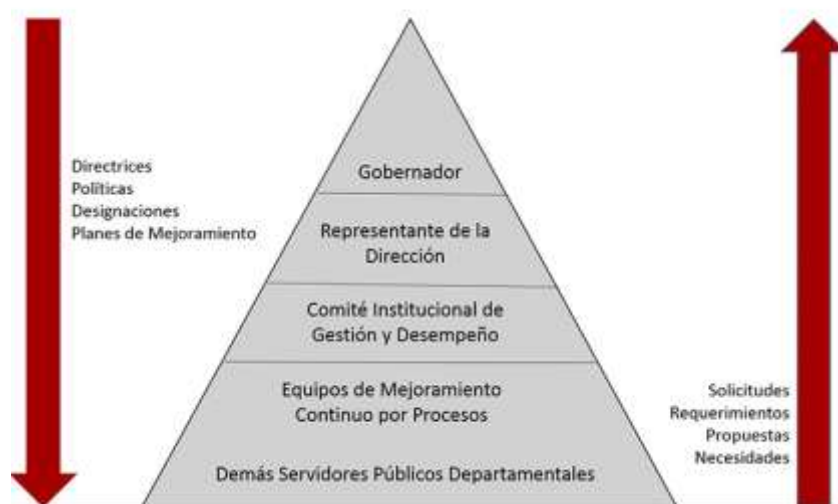 Directrices
Políticas
Designaciones
Planes de Mejoramiento
Gobernador
Representante de la
Dirección
Comité Institucional de
Gestión y Desempeño
Equipos de Mejoramiento
Continuo por Procesos
Demás Servidores Públicos Departamentales
Solicitudes
Requerimientos
Propuestas
Necesidades